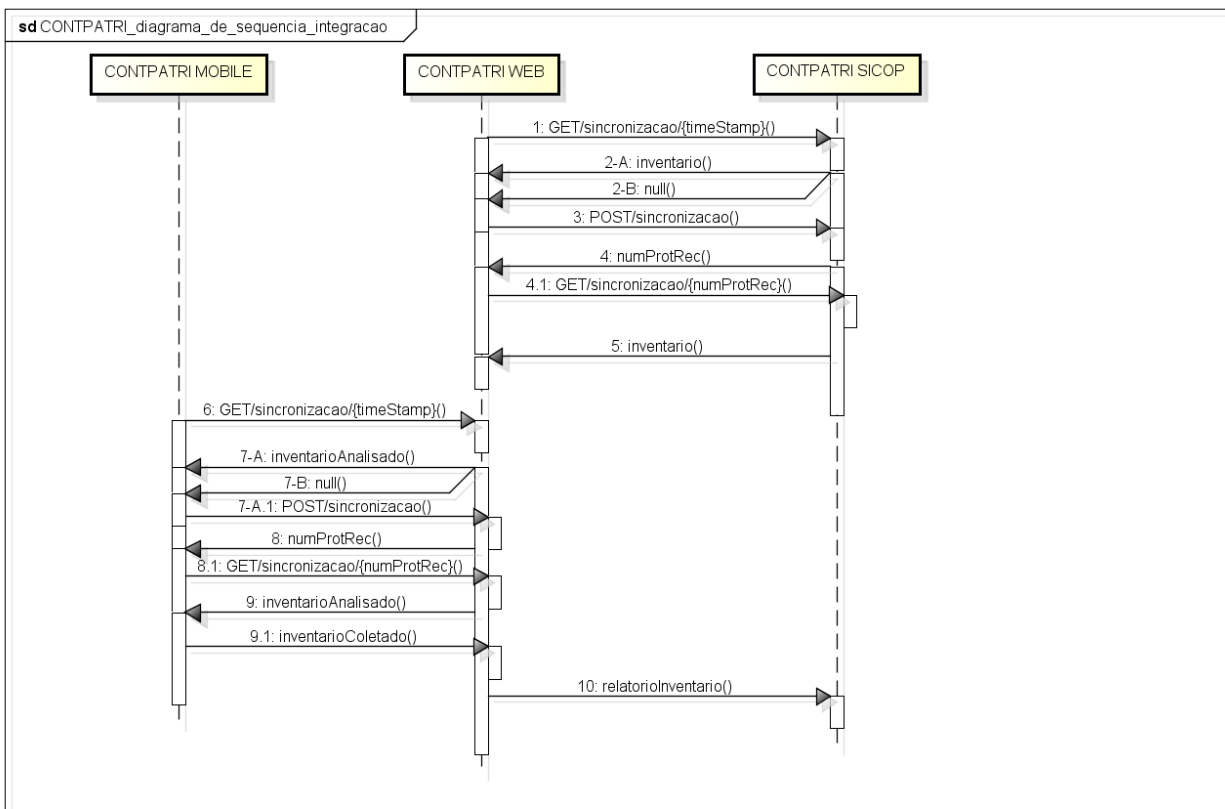 sd CONTPATRI_diagrama_de_sequencia_integracao
CONTPATRI MOBILE
CONTPATRI WEB
CONTPATRI SICOP
1: GET/sincronizacao/{timeStamp}()
2-A: inventario()
2-B: null()
3: POST/sincronizacao()
4: numProtRec()
4.1: GET/sincronizacao/{numProtRec}()
5: inventario()
6: GET/sincronizacao/{timeStamp}()
7-A: inventarioAnalisado()
7-B: null()
7-A.1: POST/sincronizacao()
8: numProtRec()
8.1: GET/sincronizacao/{numProtRec}()
9: inventarioAnalisado()
9.1: inventarioColetado()
10: relatorioInventario()